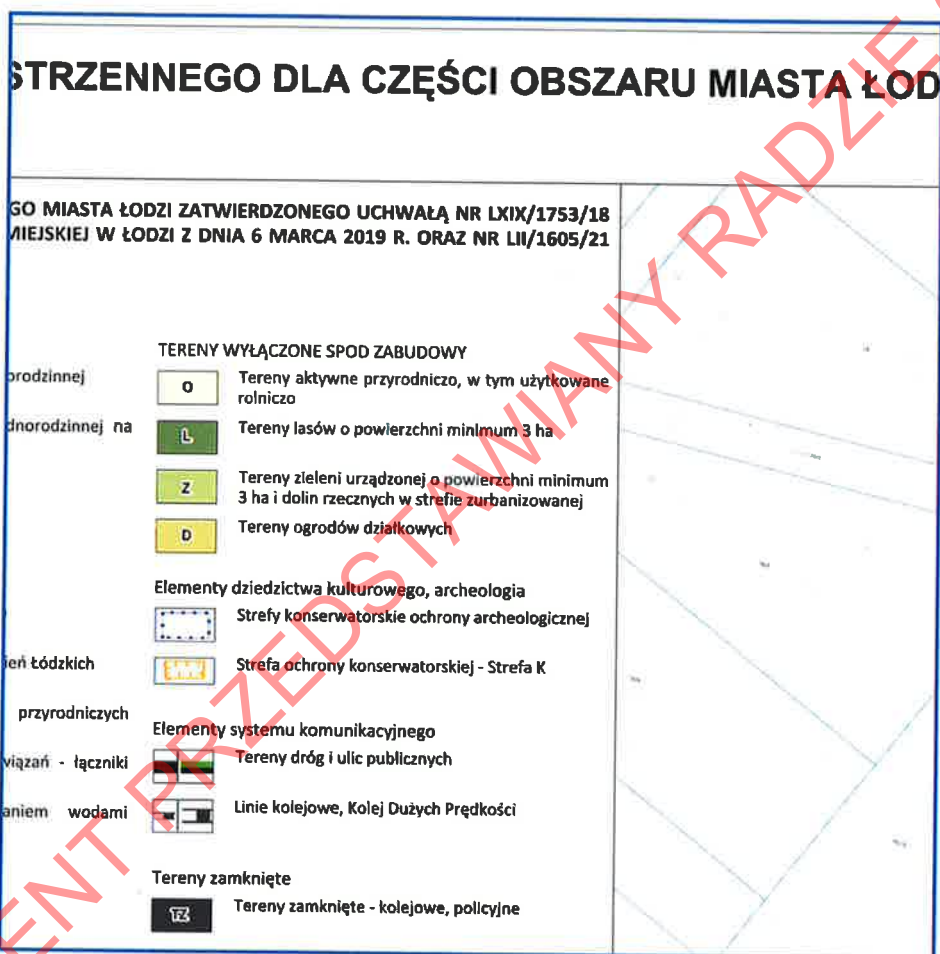 STRZENNEGO DLA CZĘŚCI OBSZARU MIASTA ŁOD
GO MIASTA ŁODZI ZATWIERDZONEGO UCHWAŁĄ NR LXIX/1753/18
MIEJSKIEJ W ŁODZI Z DNIA 6 MARCA 2019 R. ORAZ NR LII/1605/21
orodzinnej
dnorodzinnej na
ień Łódzkich
przyrodniczych
wiązań - łączniki
aniem wodami
TERENY WYŁĄCZONE SPOD ZABUDOWY
O Tereny aktywne przyrodniczo, w tym użytkowane
rolniczo
L Tereny lasów o powierzchni minimum 3 ha
Z Tereny zieleni urządzonej o powierzchni minimum
3 ha i dolin rzecznych w strefie zurbanizowanej
D Tereny ogrodów działkowych
Elementy dziedzictwa kulturowego, archeologia
Strefy konserwatorskie ochrony archeologicznej
Strefa ochrony konserwatorskiej - Strefa K
Elementy systemu komunikacyjnego
Tereny dróg i ulic publicznych
Linie kolejowe, Kolej Dużych Prędkości
Tereny zamknięte
TZ Tereny zamknięte - kolejowe, policyjne
ENT PRZEDSTAWIANY RADZIE